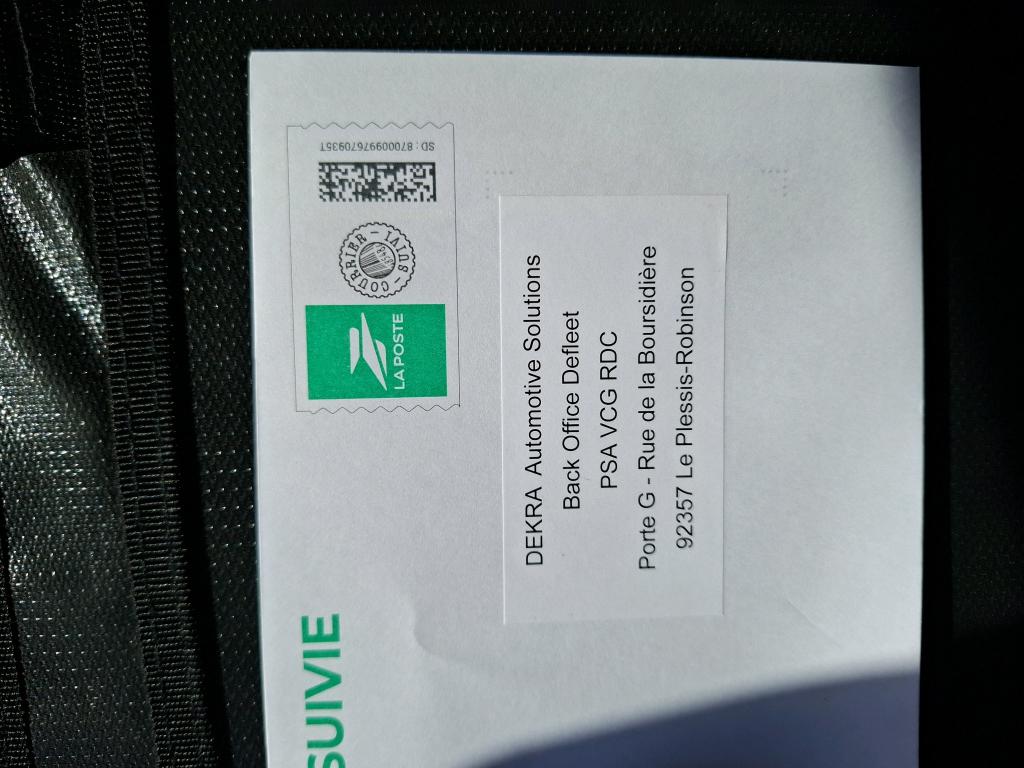 SUIVIE
LA POSTE
COURRIER - SUIVI -
SD: 87000997670935T
DEKRA Automotive Solutions
Back Office Defleet
PSA VCG RDC
Porte G - Rue de la Boursidière
92357 Le Plessis-Robinson